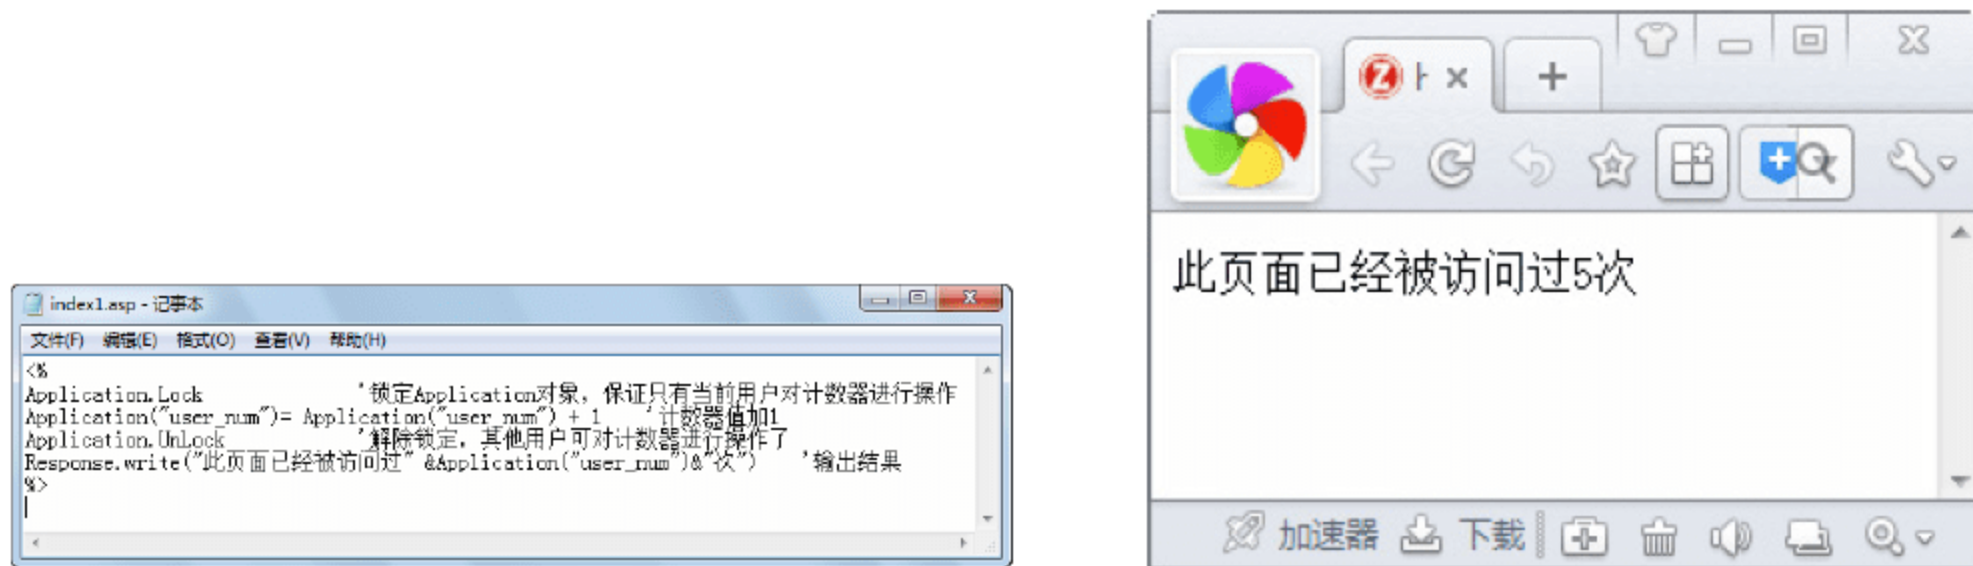 index1.asp - 记事本
文件(F) 编辑(E) 格式(O) 查看(V) 帮助(H)
<%
Application.Lock '锁定Application对象，保证只有当前用户对计数器进行操作
Application("user_num")= Application("user_num") + 1 '计数器值加1
Application.UnLock '解除锁定，其他用户可对计数器进行操作了
Response.write("此页面已经被访问过" &Application("user_num")&"次") '输出结果
%>
Z
此页面已经被访问过5次
加速器 下载